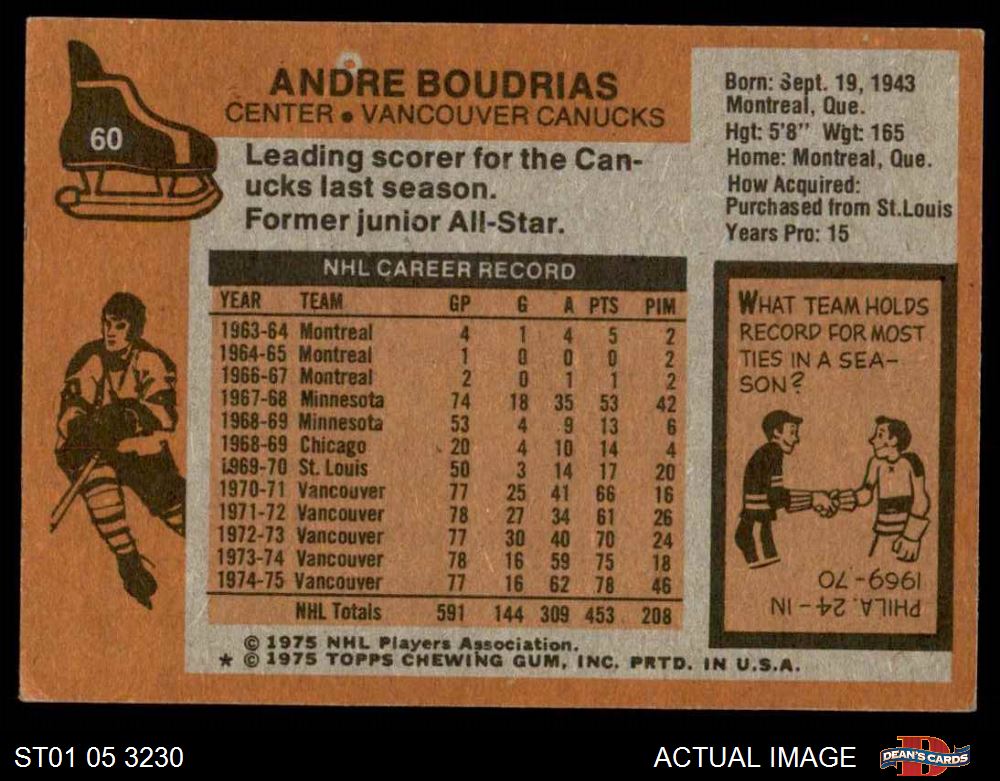 60
ANDRE BOUDRIAS
CENTER • VANCOUVER CANUCKS
Leading scorer for the Can-
ucks last season.
Former junior All-Star.
Born: Sept. 19, 1943
Montreal, Que.
Hgt: 5'8" Wgt: 165
Home: Montreal, Que.
How Acquired:
Purchased from St.Louis
Years Pro: 15
NHL CAREER RECORD
YEAR TEAM GP G A PTS PIM
1963-64 Montreal 4 1 4 5 2
1964-65 Montreal 1 0 0 0 2
1966-67 Montreal 2 0 1 1 2
1967-68 Minnesota 74 18 35 53 42
1968-69 Minnesota 53 4 9 13 6
1968-69 Chicago 20 4 10 14 4
1969-70 St. Louis 50 3 14 17 20
1970-71 Vancouver 77 25 41 66 16
1971-72 Vancouver 78 27 34 61 26
1972-73 Vancouver 77 30 40 70 24
1973-74 Vancouver 78 16 59 75 18
1974-75 Vancouver 77 16 62 78 46
NHL Totals 591 144 309 453 208
WHAT TEAM HOLDS
RECORD FOR MOST
TIES IN A SEA-
SON?
PHIL'A. 24-IN
1969-70
© 1975 NHL Players Association.
* © 1975 TOPPS CHEWING GUM, INC. PRTD. IN U.S.A.
ST01 05 3230
ACTUAL IMAGE
DEAN'S CARDS